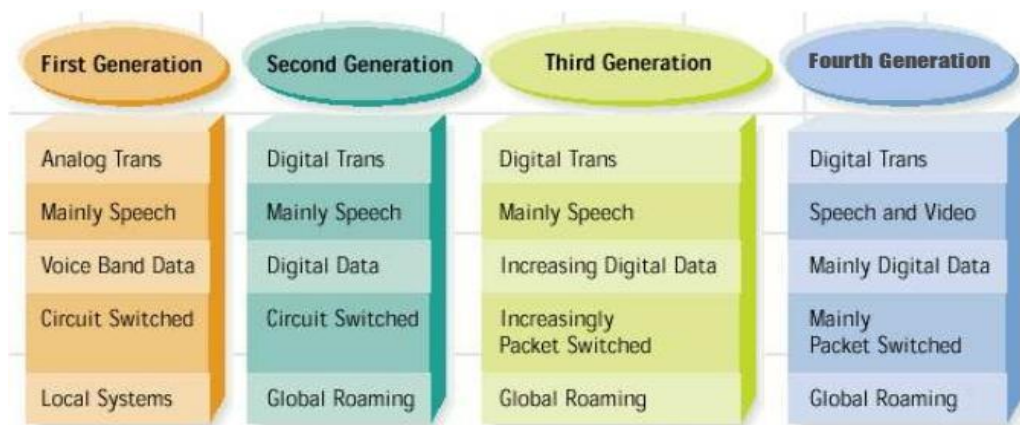 First Generation
Second Generation
Third Generation
Fourth Generation
Analog Trans
Mainly Speech
Voice Band Data
Circuit Switched
Local Systems
Digital Trans
Mainly Speech
Digital Data
Circuit Switched
Global Roaming
Digital Trans
Mainly Speech
Increasing Digital Data
Increasingly
Packet Switched
Global Roaming
Digital Trans
Speech and Video
Mainly Digital Data
Mainly
Packet Switched
Global Roaming